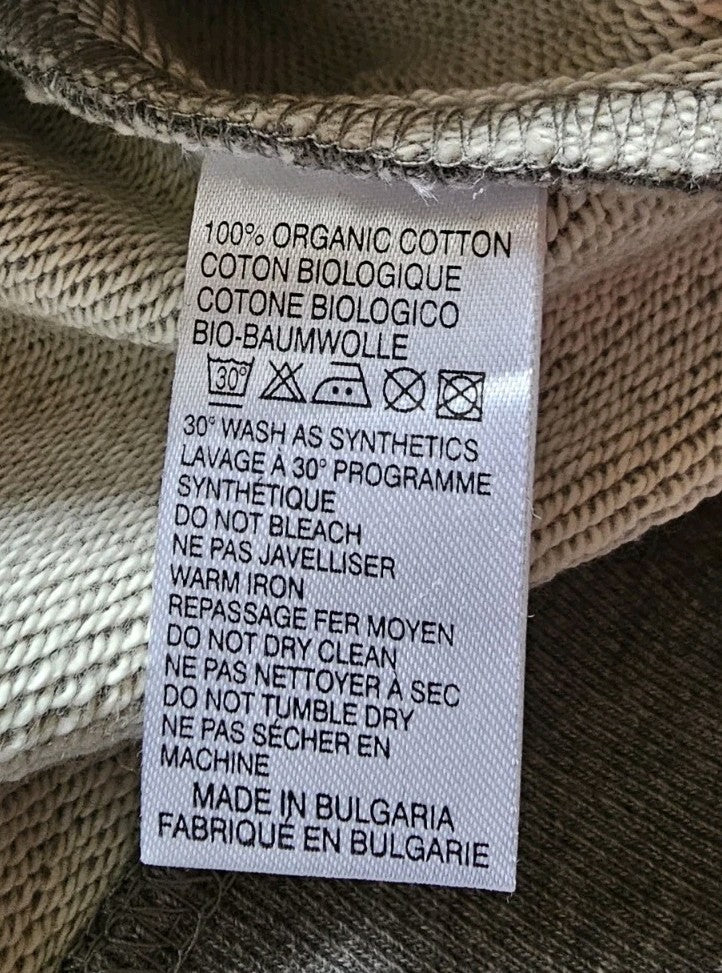 100% ORGANIC COTTON
COTON BIOLOGIQUE
COTONE BIOLOGICO
BIO-BAUMWOLLE
30°
30° WASH AS SYNTHETICS
LAVAGE À 30° PROGRAMME
SYNTHÉTIQUE
DO NOT BLEACH
NE PAS JAVELLISER
WARM IRON
REPASSAGE FER MOYEN
DO NOT DRY CLEAN
NE PAS NETTOYER À SEC
DO NOT TUMBLE DRY
NE PAS SÉCHER EN
MACHINE
MADE IN BULGARIA
FABRIQUÉ EN BULGARIE